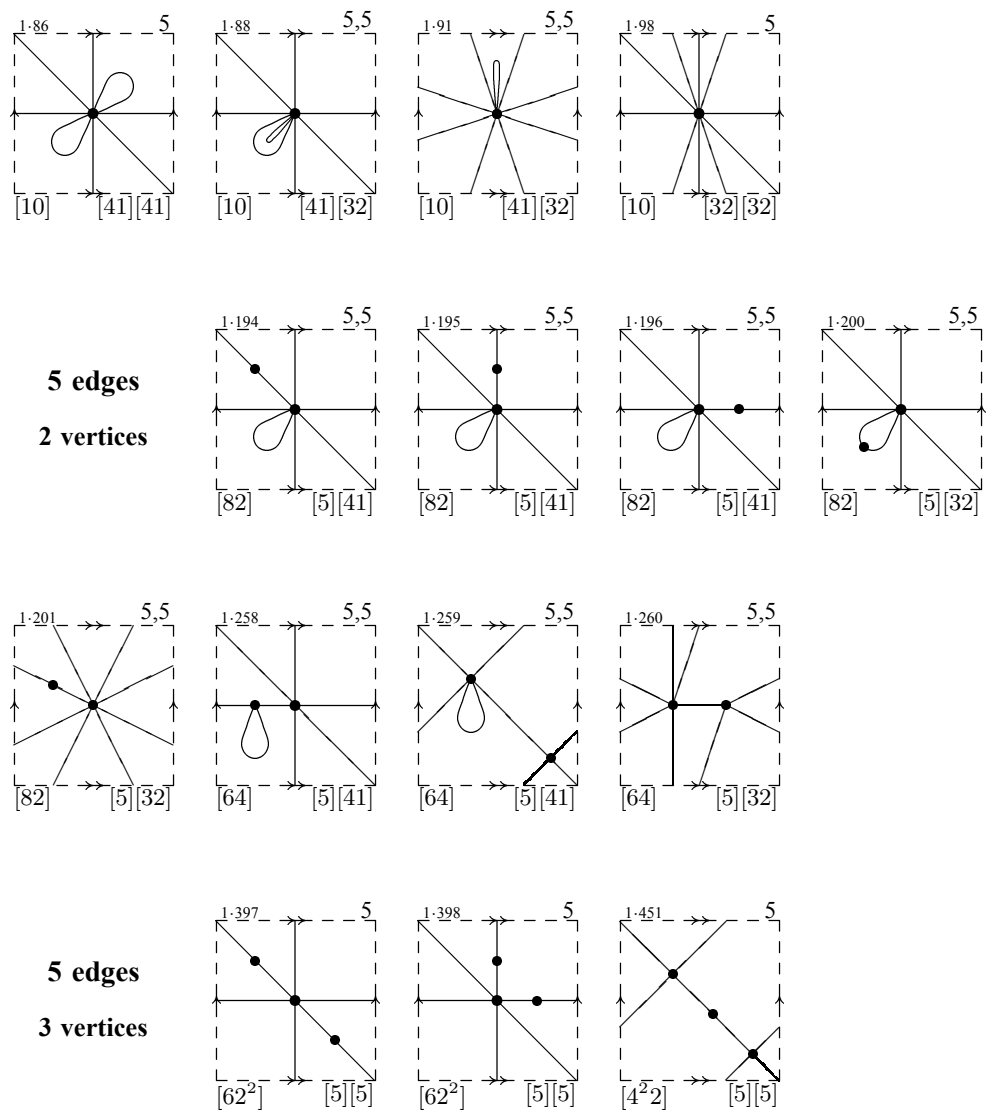 1·86 5 1·88 5,5 1·91 5,5 1·98 5
[10] [41][41] [10] [41][32] [10] [41][32] [10] [32][32]
1·194 5,5 1·195 5,5 1·196 5,5 1·200 5,5
5 edges
2 vertices
[82] [5][41] [82] [5][41] [82] [5][41] [82] [5][32]
1·201 5,5 1·258 5,5 1·259 5,5 1·260 5,5
[82] [5][32] [64] [5][41] [64] [5][41] [64] [5][32]
1·397 5 1·398 5 1·451 5
5 edges
3 vertices
[62²] [5][5] [62²] [5][5] [4²2] [5][5]